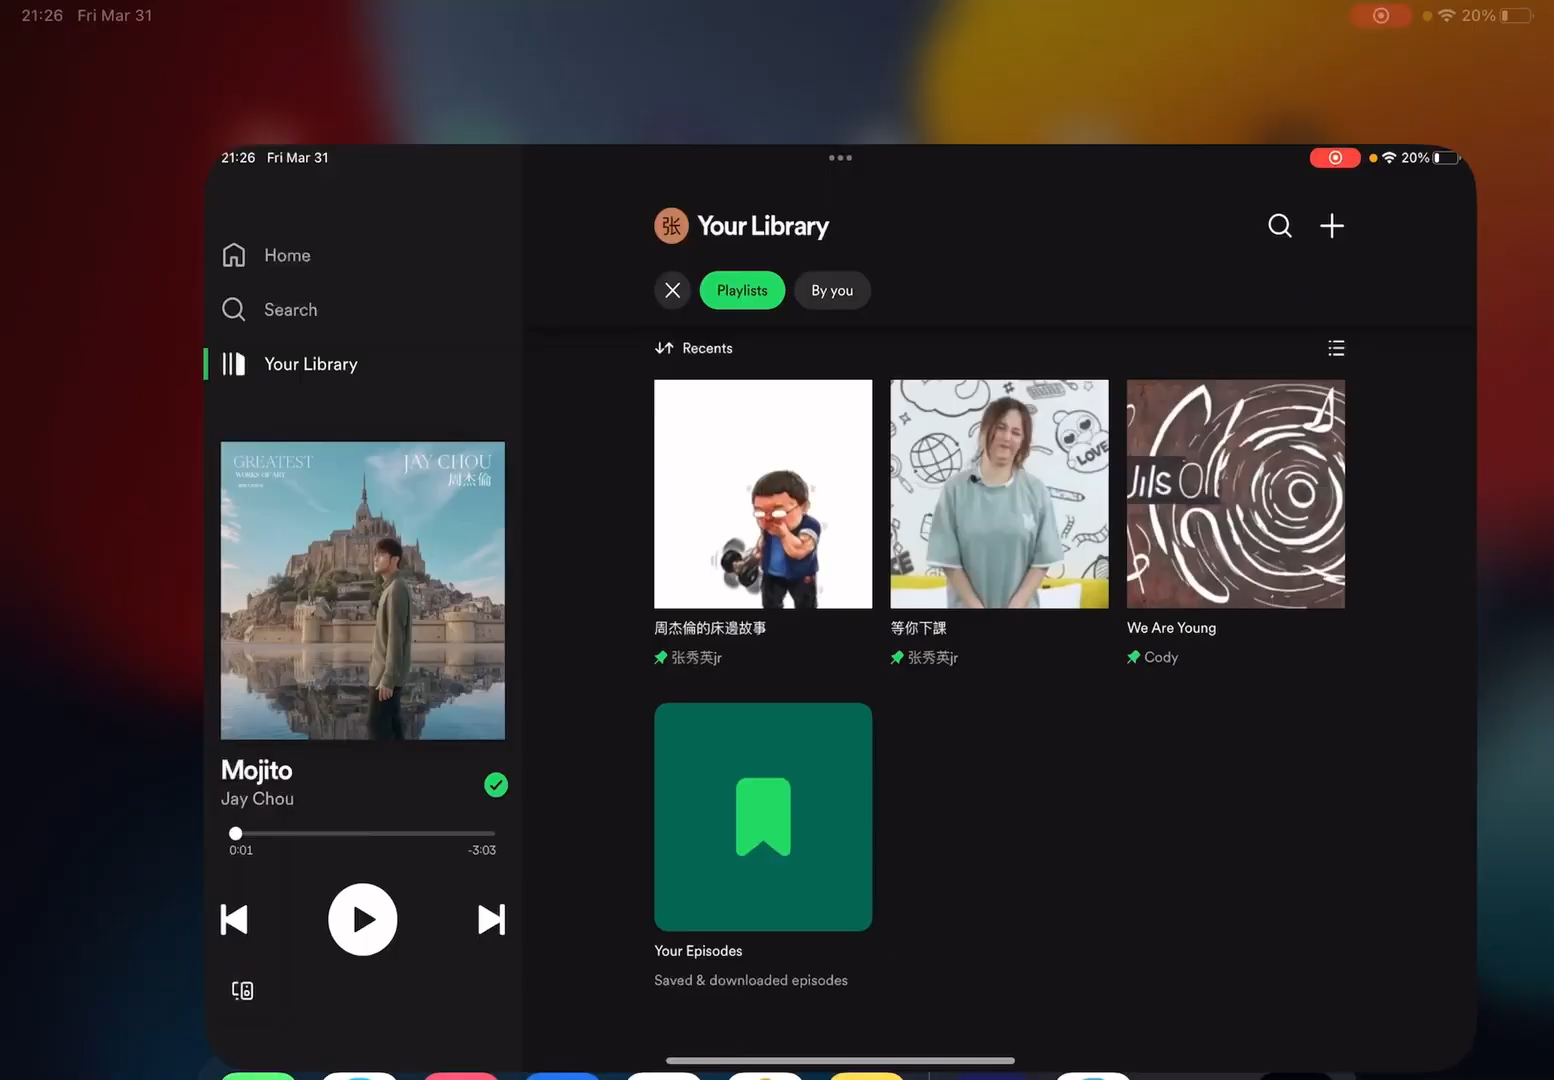 21:26 Fri Mar 31
20%
21:26 Fri Mar 31
20%
Home
Search
Your Library
GREATEST
WORKS OF ART
JAY CHOU
周杰倫
Mojito
Jay Chou
0:01
-3:03
张
Your Library
Playlists
By you
Recents
LOVE
周杰倫的床邊故事
张秀英jr
等你下課
张秀英jr
We Are Young
Cody
Your Episodes
Saved & downloaded episodes